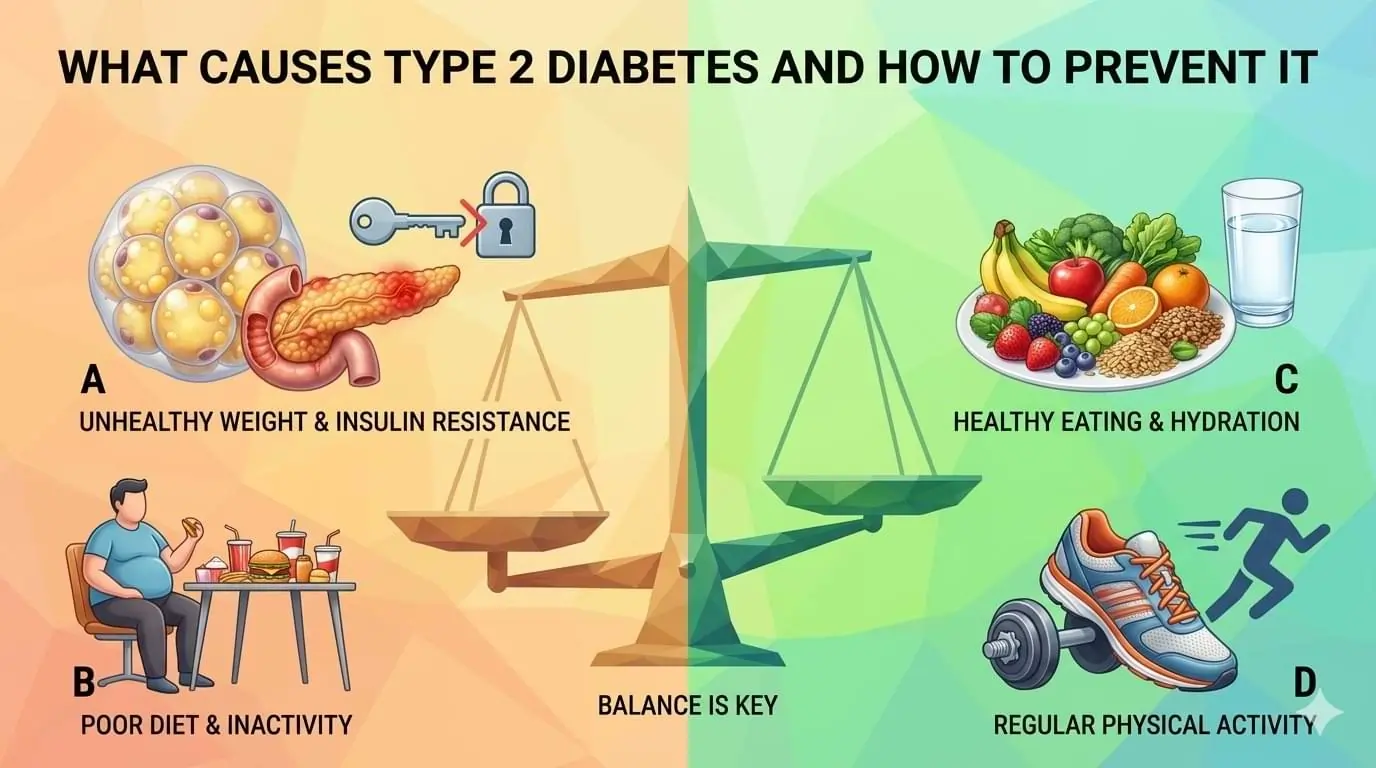 WHAT CAUSES TYPE 2 DIABETES AND HOW TO PREVENT IT
A
UNHEALTHY WEIGHT & INSULIN RESISTANCE
B
POOR DIET & INACTIVITY
BALANCE IS KEY
C
HEALTHY EATING & HYDRATION
D
REGULAR PHYSICAL ACTIVITY